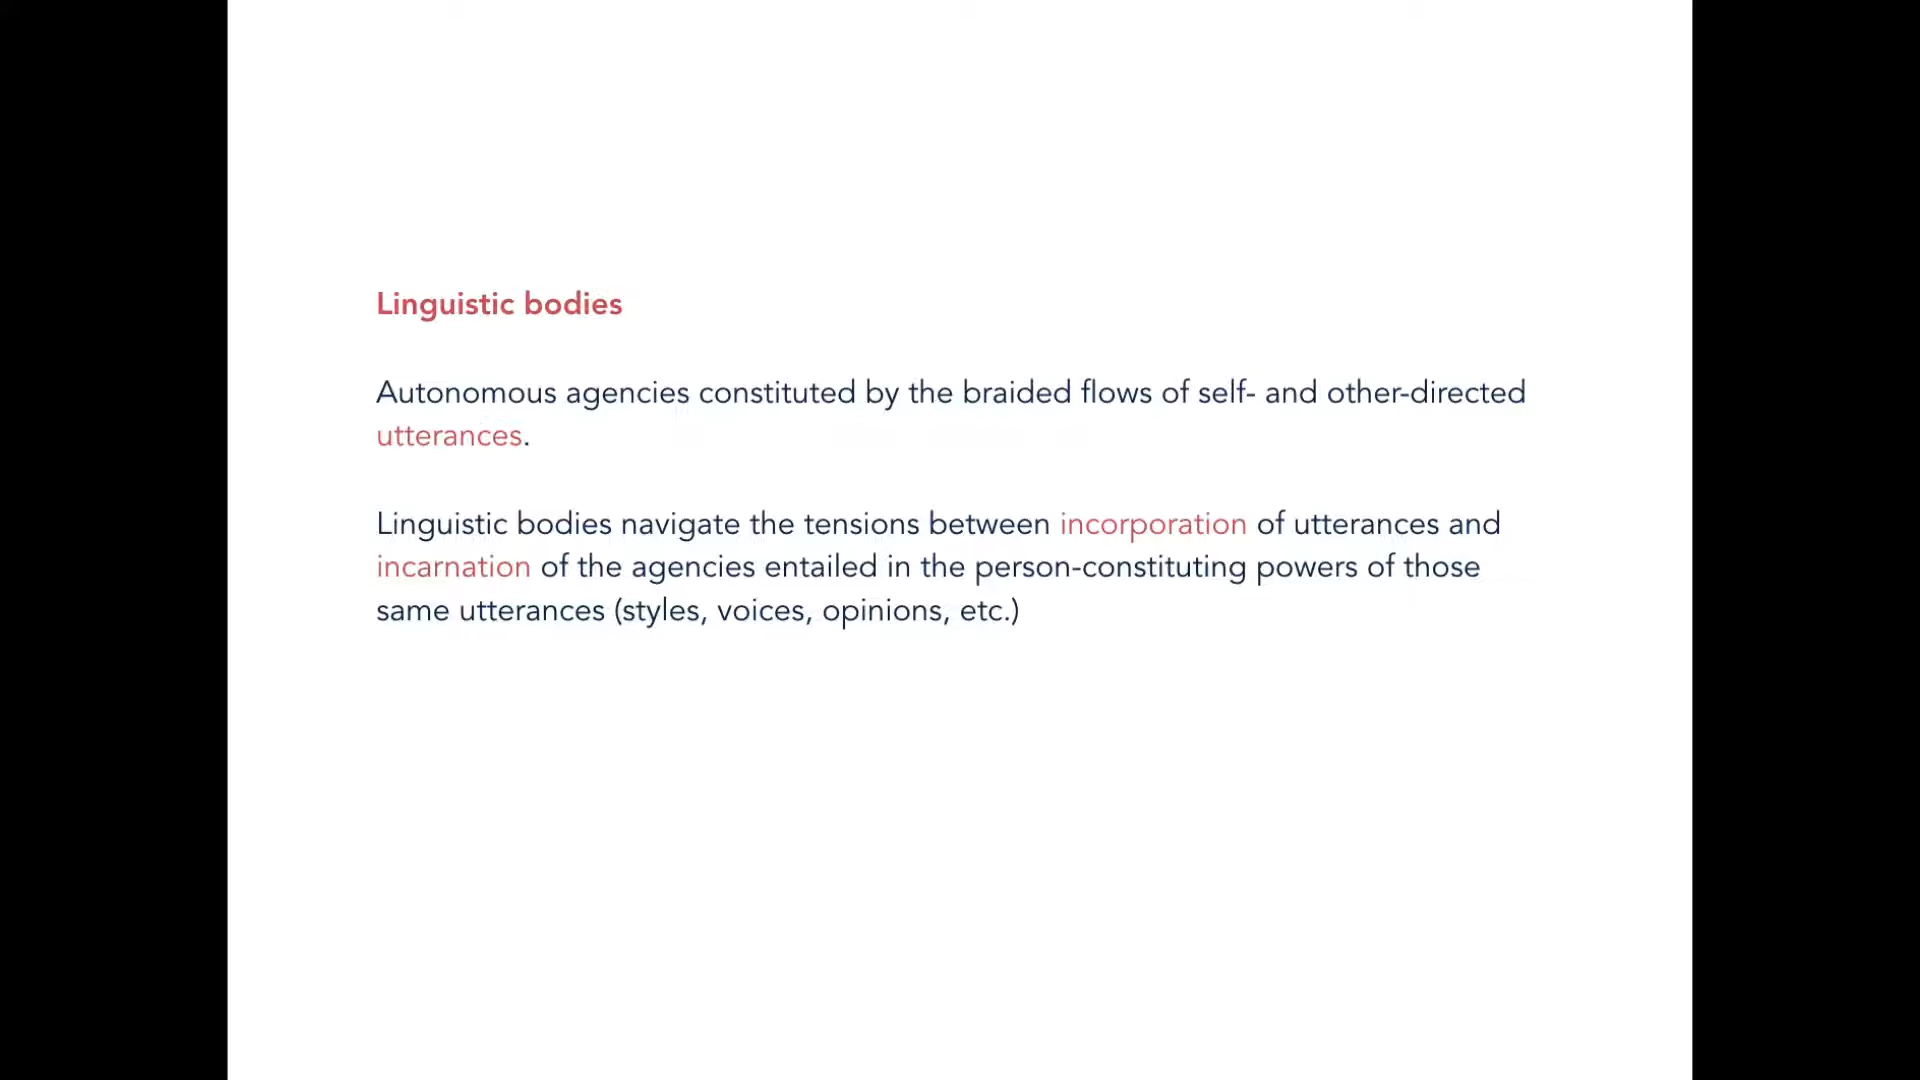 Linguistic bodies
Autonomous agencies constituted by the braided flows of self- and other-directed
utterances.
Linguistic bodies navigate the tensions between incorporation of utterances and
incarnation of the agencies entailed in the person-constituting powers of those
same utterances (styles, voices, opinions, etc.)